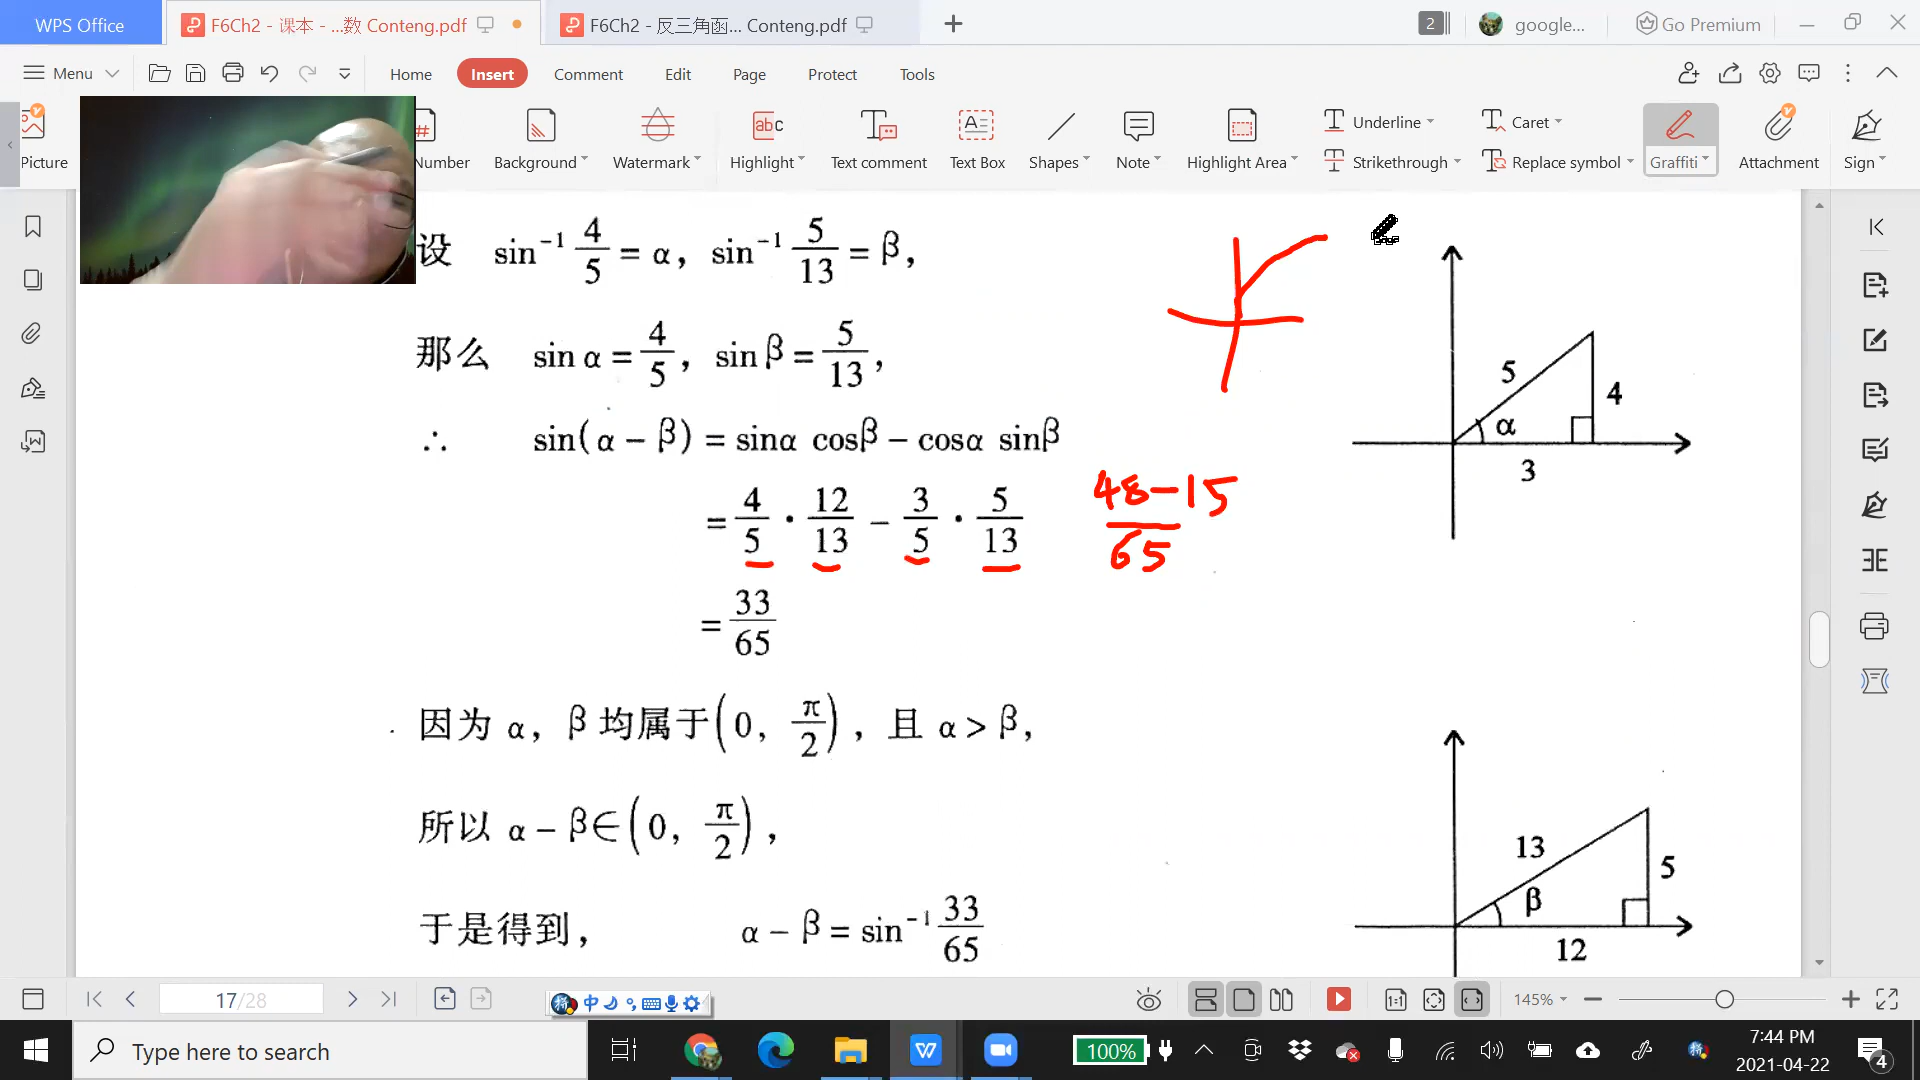 WPS Office
F6Ch2 - 课本 - ...数 Conteng.pdf
F6Ch2 - 反三角函... Conteng.pdf
2
google...
Go Premium
Menu
Home
Insert
Comment
Edit
Page
Protect
Tools
Picture
Number
Background
Watermark
Highlight
Text comment
Text Box
Shapes
Note
Highlight Area
Underline
Strikethrough
Caret
Replace symbol
Graffiti
Attachment
Sign
设 sin⁻¹ 4/5 = α, sin⁻¹ 5/13 = β,
那么 sin α = 4/5, sin β = 5/13,
∴ sin(α − β) = sinα cosβ − cosα sinβ
= 4/5 · 12/13 − 3/5 · 5/13
48−15
65
= 33/65
因为 α, β 均属于(0, π/2), 且 α > β,
所以 α − β∈(0, π/2),
于是得到, α − β = sin⁻¹ 33/65
5
4
α
3
13
5
β
12
17/28
中
145%
Type here to search
100%
7:44 PM
2021-04-22
4